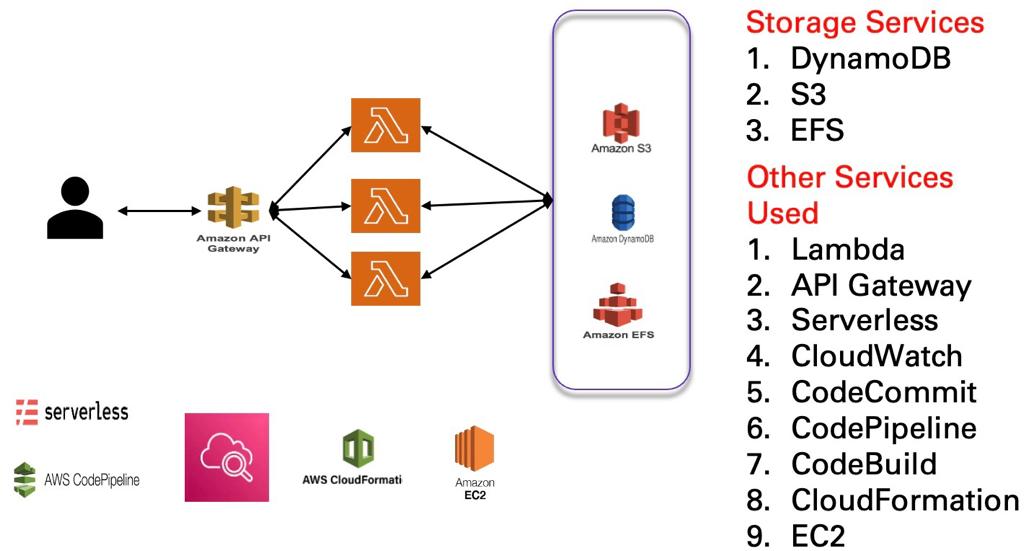 Amazon S3
Amazon API
Gateway
Amazon DynamoDB
Amazon EFS
serverless
AWS CodePipeline
AWS CloudFormati
Amazon
EC2
Storage Services
1. DynamoDB
2. S3
3. EFS
Other Services
Used
1. Lambda
2. API Gateway
3. Serverless
4. CloudWatch
5. CodeCommit
6. CodePipeline
7. CodeBuild
8. CloudFormation
9. EC2